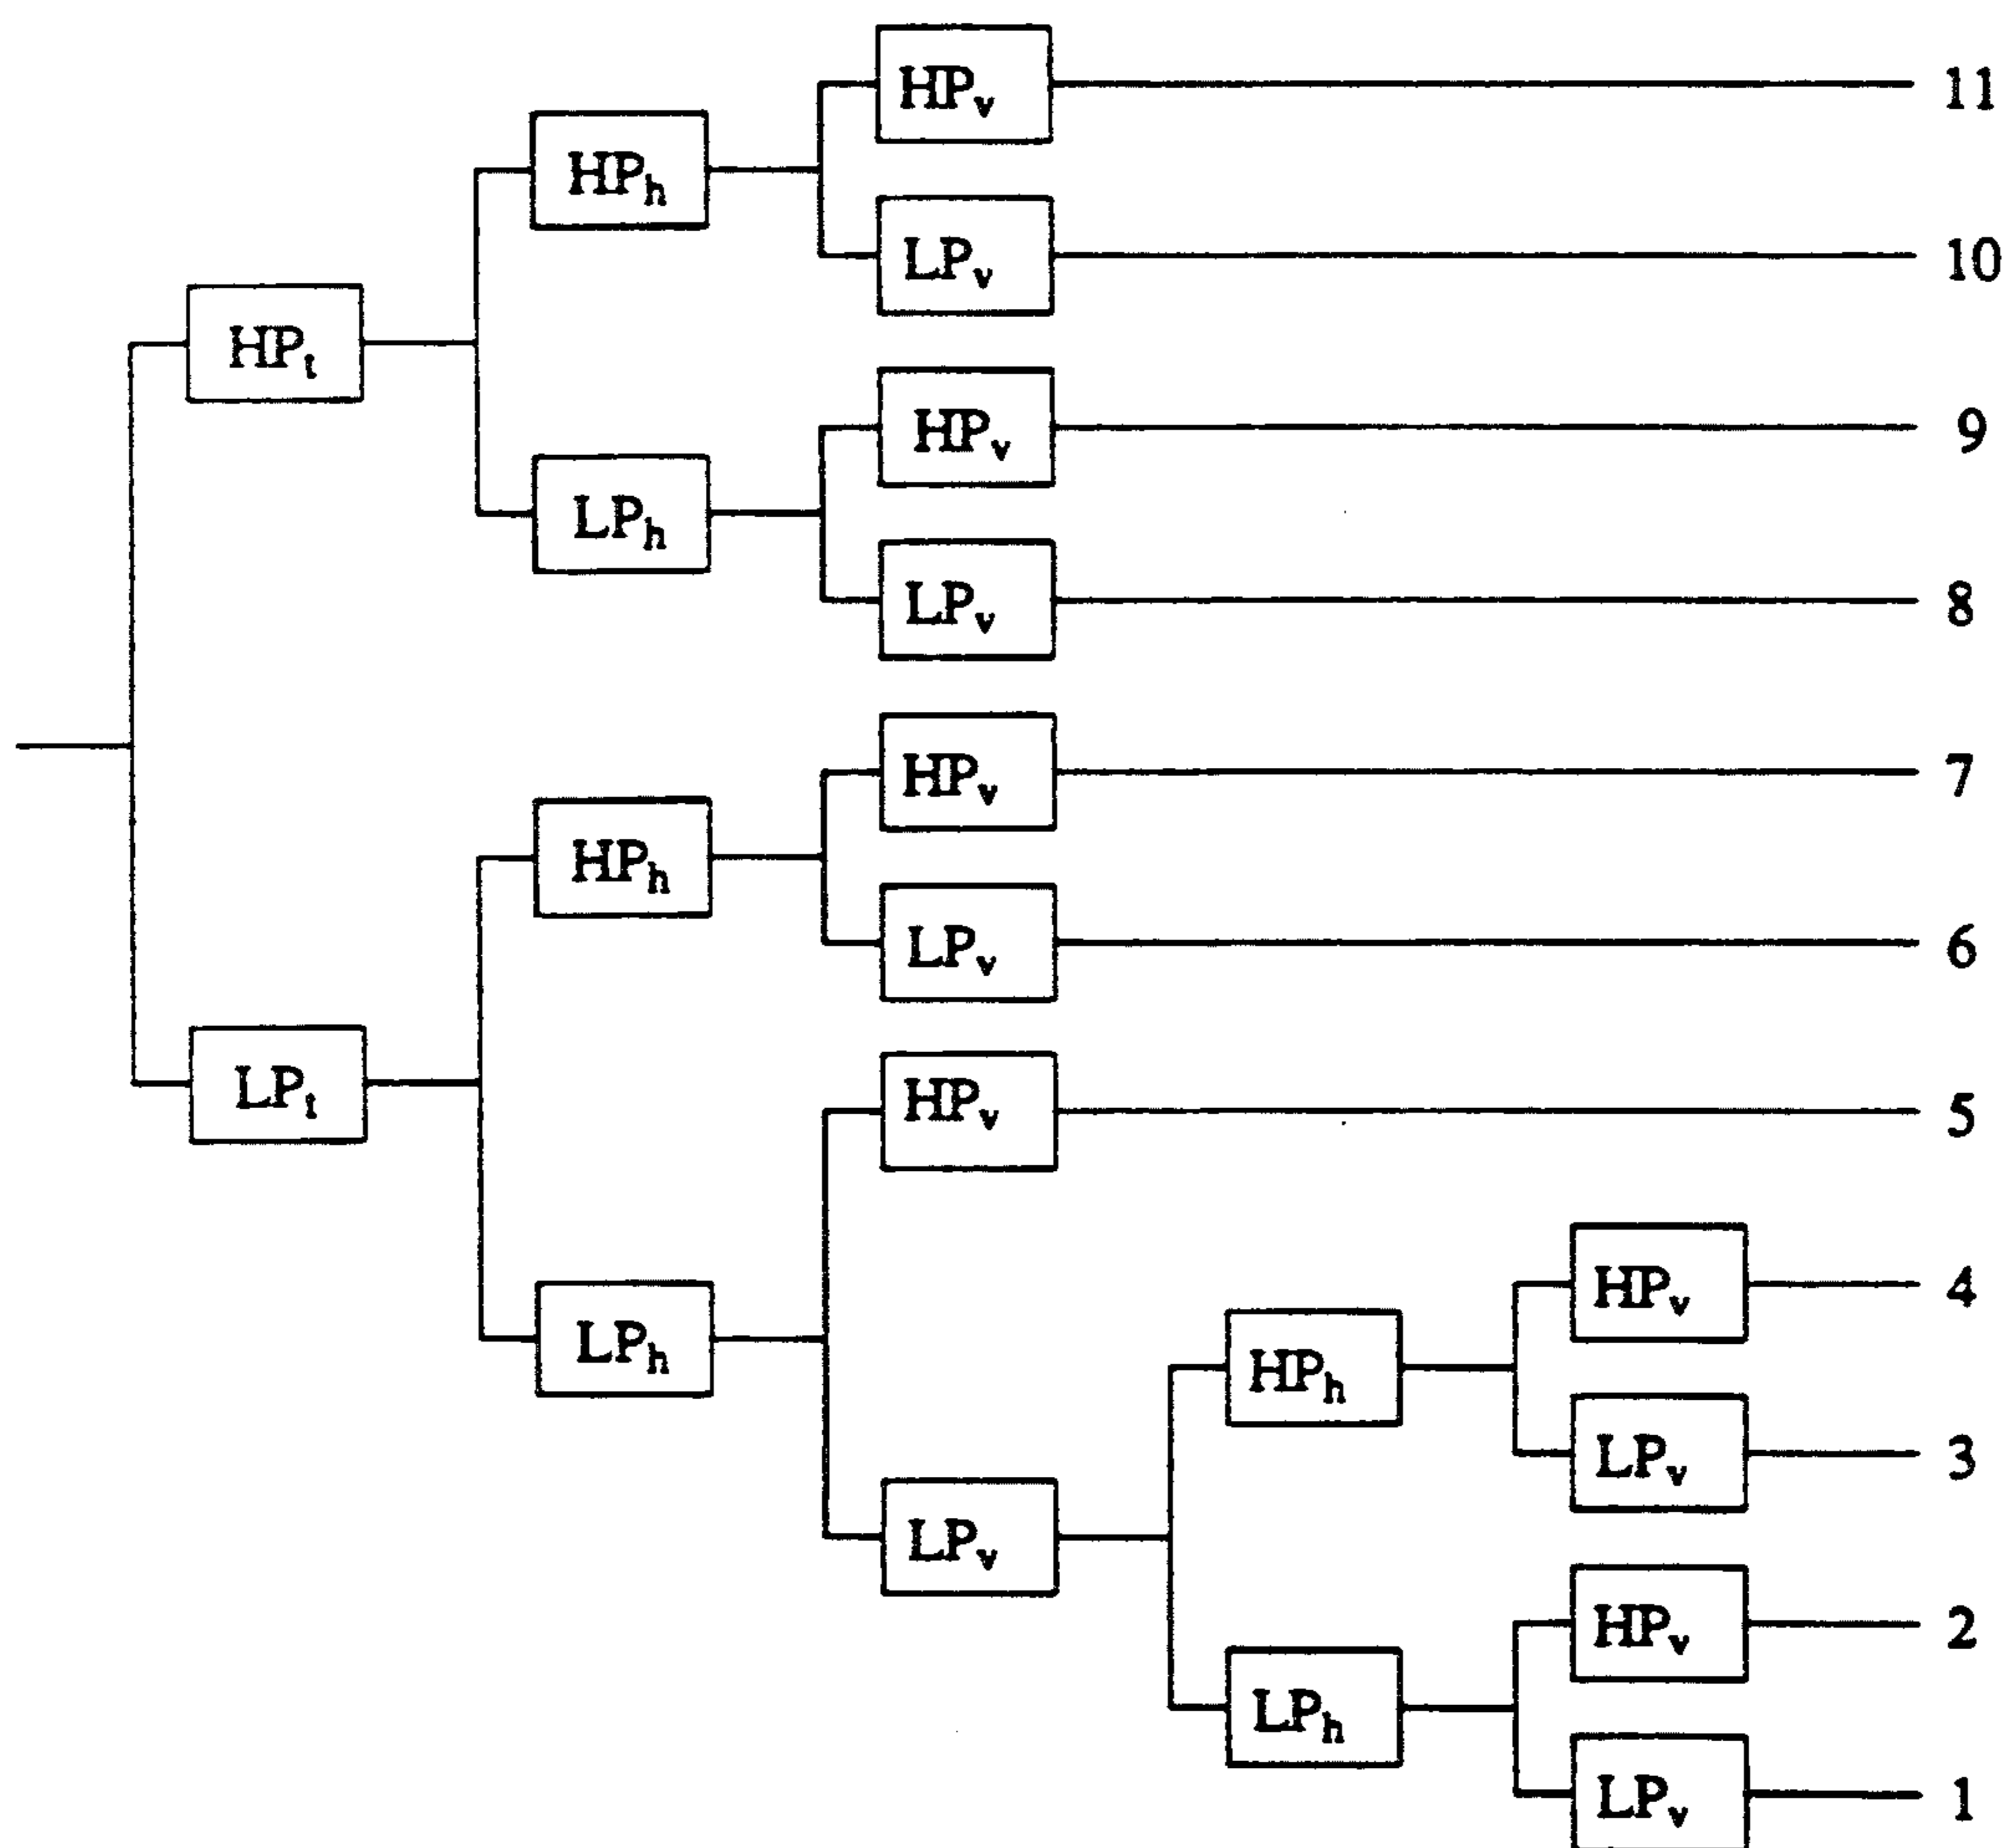 HPv 11
HPh
LPv 10
HPt
HPv 9
LPh
LPv 8
HPv 7
HPh
LPv 6
LPt
HPv 5
HPv 4
LPh
HPh
LPv 3
LPv
HPv 2
LPh
LPv 1